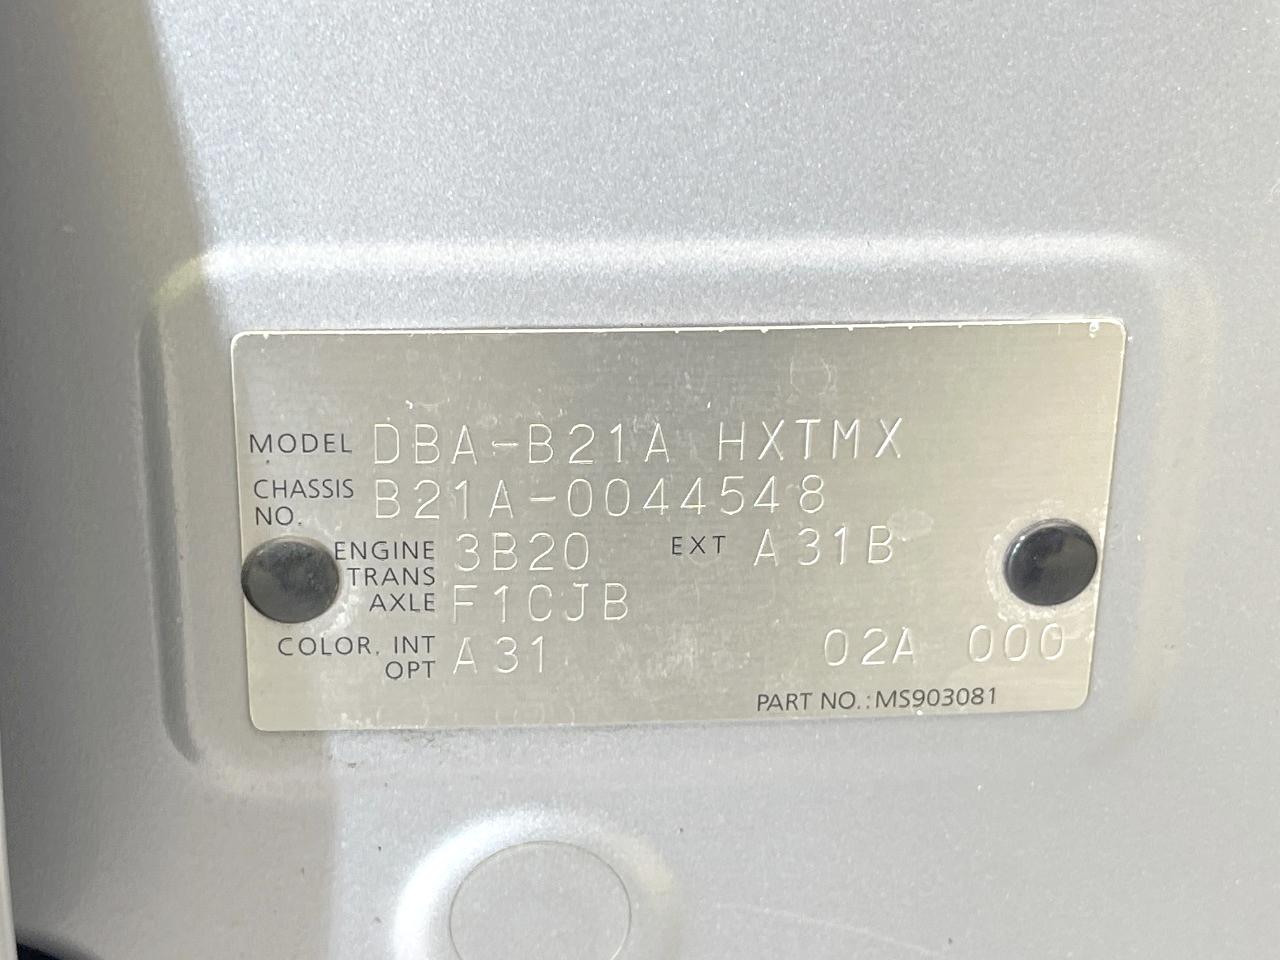 MODEL DBA-B21A HXTMX
CHASSIS NO. B21A-0044548
ENGINE 3B20 EXT A31B
TRANS AXLE F1CJB
COLOR, INT OPT A31 02A 000
PART NO.:MS903081